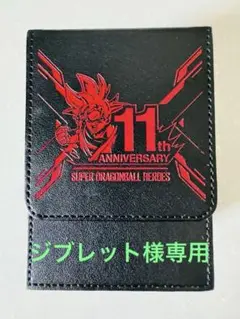 11th
ANNIVERSARY
SUPER DRAGONBALL HEROES
ジブレット様専用